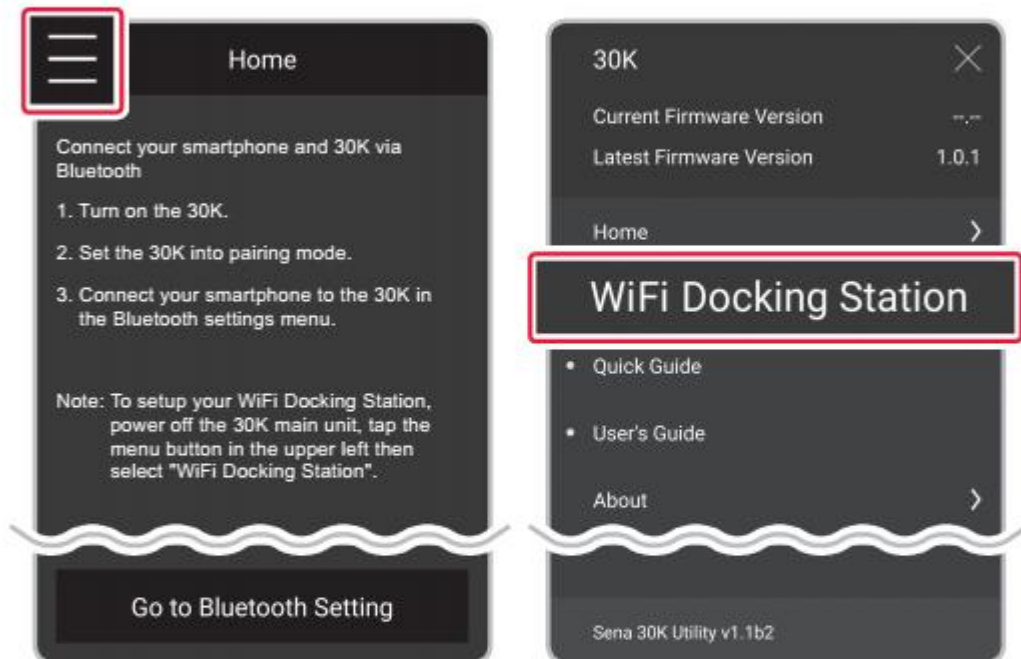 Home
Connect your smartphone and 30K via
Bluetooth
1. Turn on the 30K.
2. Set the 30K into pairing mode.
3. Connect your smartphone to the 30K in
the Bluetooth settings menu.
Note: To setup your WiFi Docking Station,
power off the 30K main unit, tap the
menu button in the upper left then
select "WiFi Docking Station".
Go to Bluetooth Setting
30K
Current Firmware Version --.--
Latest Firmware Version 1.0.1
Home
WiFi Docking Station
• Quick Guide
• User's Guide
About
Sena 30K Utility v1.1b2